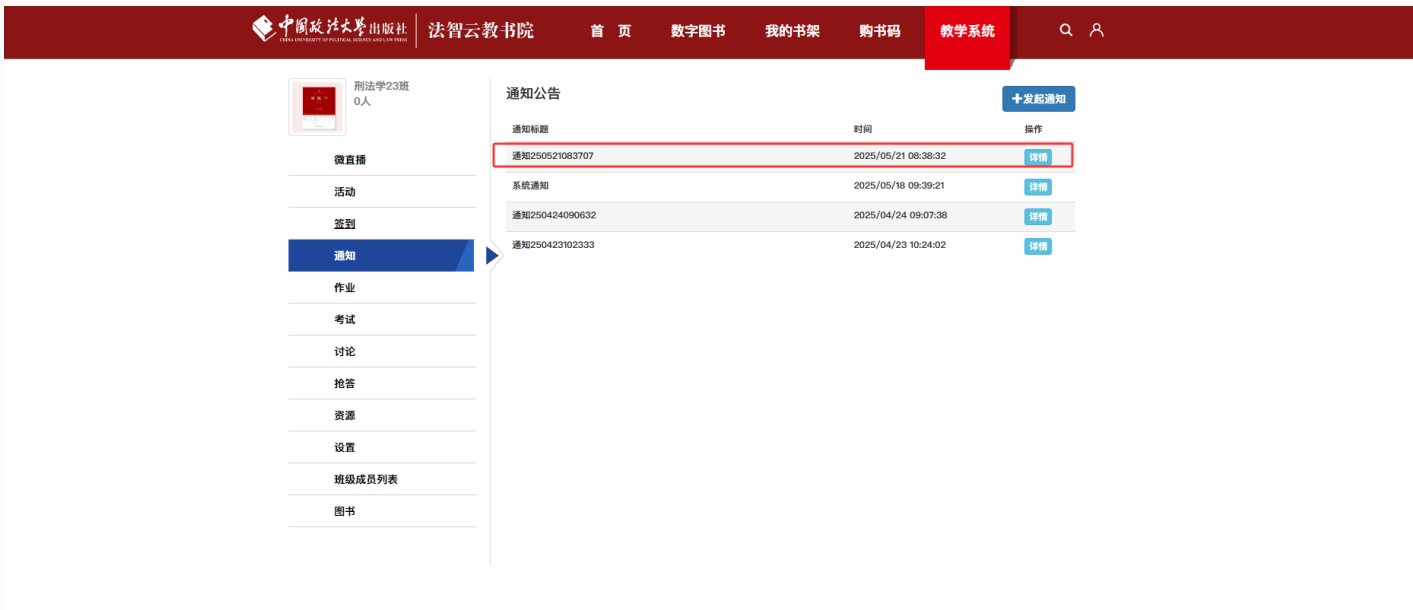 中国政法大学出版社 法智云教书院 首 页 数字图书 我的书架 购书码 教学系统
CHINA UNIVERSITY OF POLITICAL SCIENCE AND LAW PRESS
刑法学23班
0人
微直播
活动
签到
通知
作业
考试
讨论
抢答
资源
设置
班级成员列表
图书
通知公告 +发起通知
通知标题 时间 操作
通知250521083707 2025/05/21 08:38:32 详情
系统通知 2025/05/18 09:39:21 详情
通知250424090632 2025/04/24 09:07:38 详情
通知250423102333 2025/04/23 10:24:02 详情